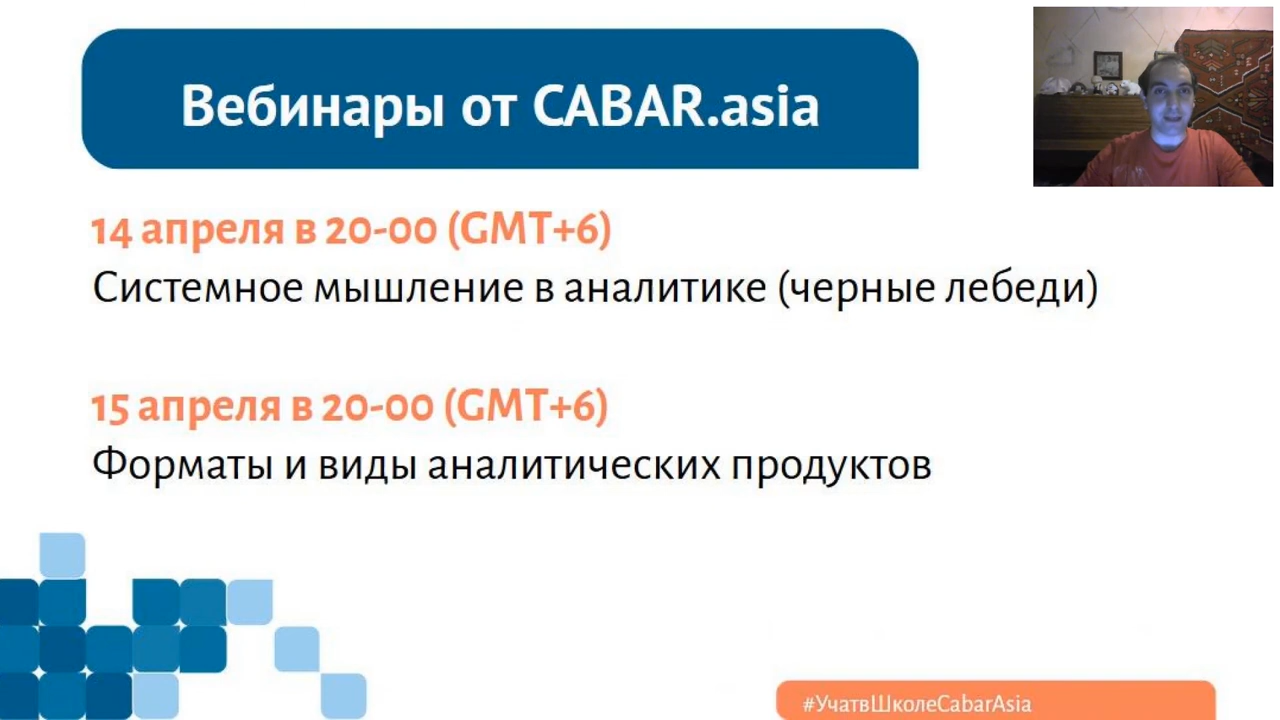 Вебинары от CABAR.asia
14 апреля в 20-00 (GMT+6)
Системное мышление в аналитике (черные лебеди)
15 апреля в 20-00 (GMT+6)
Форматы и виды аналитических продуктов
#УчатвШколеCabarAsia